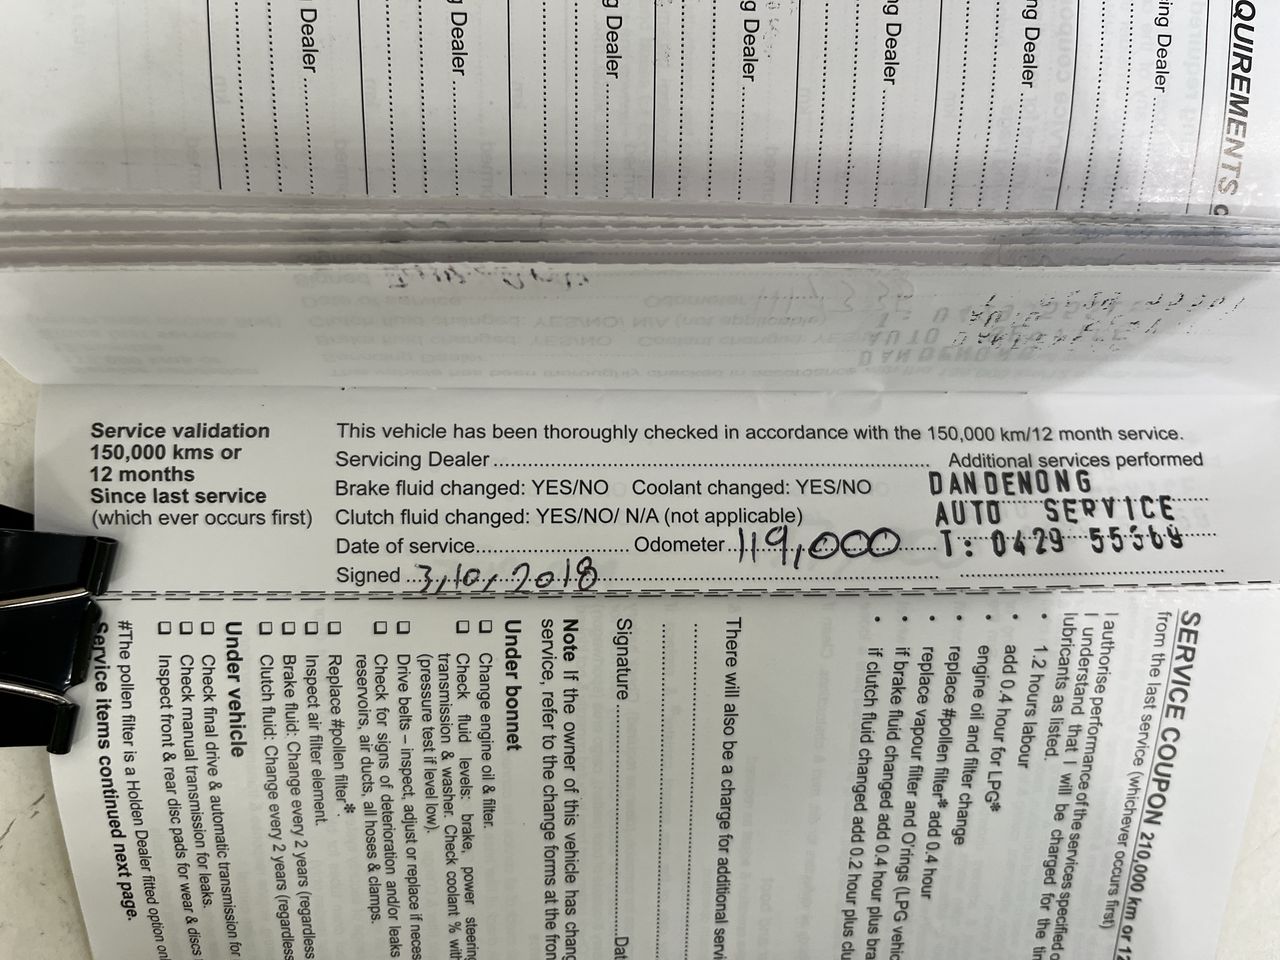 QUIREMENTS
ing Dealer
ng Dealer
ng Dealer
g Dealer
g Dealer
g Dealer
g Dealer
Service validation
150,000 kms or
12 months
Since last service
(which ever occurs first)
This vehicle has been thoroughly checked in accordance with the 150,000 km/12 month service.
Servicing Dealer
Additional services performed
Brake fluid changed: YES/NO Coolant changed: YES/NO
DANDENONG
Clutch fluid changed: YES/NO/ N/A (not applicable)
AUTO SERVICE
Date of service Odometer 119,000
T: 0429 55569
Signed 3,10,2018
SERVICE COUPON 210,000 km or 12
from the last service (whichever occurs first)
I authorise performance of the services specified
I understand that I will be charged for the
lubricants as listed.
• 1.2 hours labour
• add 0.4 hour for LPG*
• engine oil and filter change
• replace #pollen filter* add 0.4 hour
• replace vapour filter and O'rings (LPG vehic
• if brake fluid changed add 0.4 hour plus bra
• if clutch fluid changed add 0.2 hour plus clu
There will also be a charge for additional servi
Signature Dat
Note If the owner of this vehicle has chang
service, refer to the change forms at the fron
Under bonnet
❑ Change engine oil & filter.
❑ Check fluid levels: brake, power steering
transmission & washer. Check coolant % with
(pressure test if level low).
❑ Drive belts – inspect, adjust or replace if neces
❑ Check for signs of deterioration and/or leaks
reservoirs, air ducts, all hoses & clamps.
❑ Replace #pollen filter*.
❑ Inspect air filter element.
❑ Brake fluid: Change every 2 years (regardless
❑ Clutch fluid: Change every 2 years (regardless
Under vehicle
❑ Check final drive & automatic transmission for
❑ Check manual transmission for leaks.
❑ Inspect front & rear disc pads for wear & discs
#The pollen filter is a Holden Dealer fitted option onl
Service items continued next page.